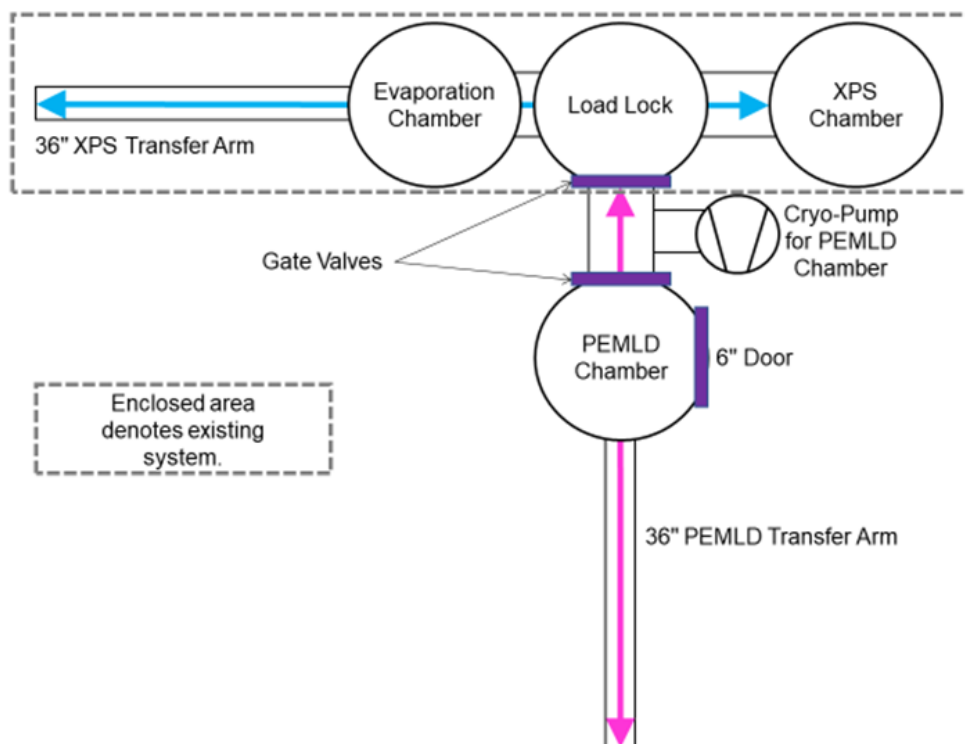 Evaporation
Chamber
Load Lock
XPS
Chamber
36" XPS Transfer Arm
Cryo-Pump
for PEMLD
Chamber
Gate Valves
PEMLD
Chamber
6" Door
Enclosed area
denotes existing
system.
36" PEMLD Transfer Arm